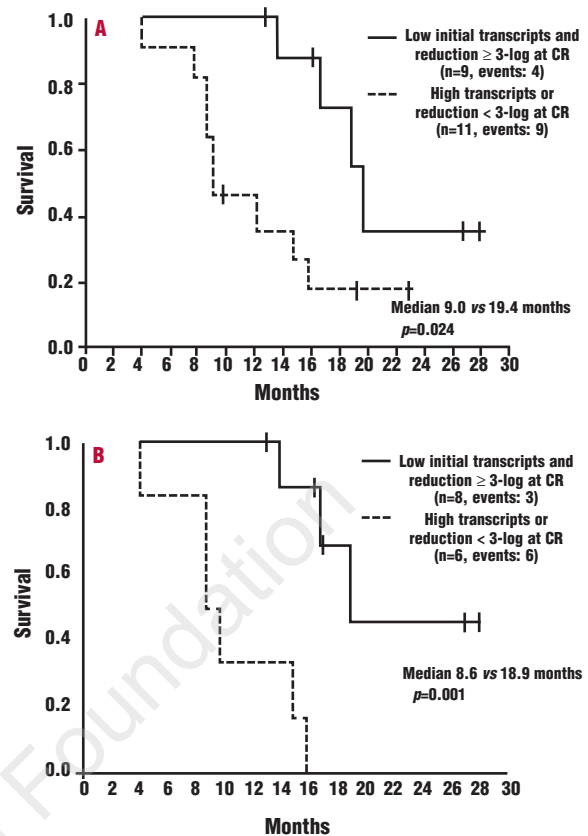 A
1.0
0.8
0.6
0.4
0.2
0.0
Survival
Low initial transcripts and
reduction ≥ 3-log at CR
(n=9, events: 4)
High transcripts or
reduction < 3-log at CR
(n=11, events: 9)
Median 9.0 vs 19.4 months
p=0.024
0 2 4 6 8 10 12 14 16 18 20 22 24 26 28 30
Months
B
1.0
0.8
0.6
0.4
0.2
0.0
Survival
Low initial transcripts and
reduction ≥ 3-log at CR
(n=8, events: 3)
High transcripts or
reduction < 3-log at CR
(n=6, events: 6)
Median 8.6 vs 18.9 months
p=0.001
0 2 4 6 8 10 12 14 16 18 20 22 24 26 28 30
Months
Foundation